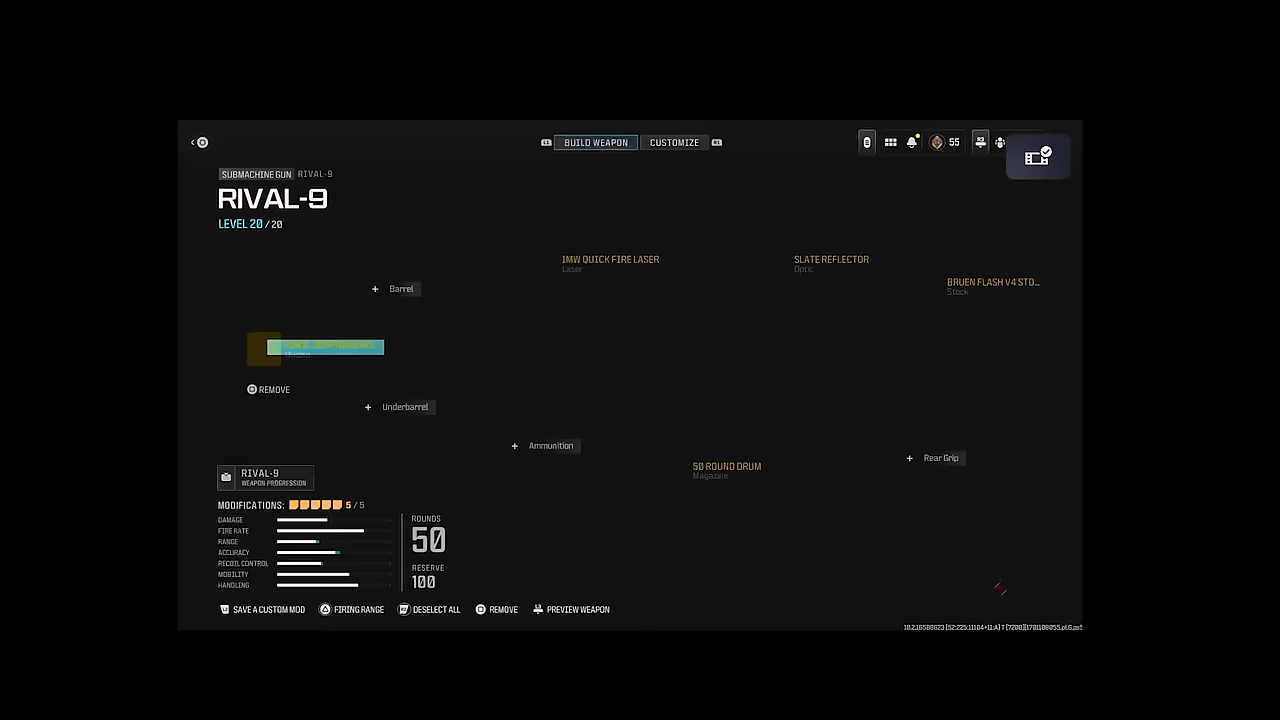 BUILD WEAPON CUSTOMIZE
55
SUBMACHINE GUN RIVAL-9
RIVAL-9
LEVEL 20 / 20
1MW QUICK FIRE LASER
Laser
SLATE REFLECTOR
Optic
BRUEN FLASH V4 STO...
Stock
+ Barrel
Muzzle
REMOVE
+ Underbarrel
+ Ammunition
+ Rear Grip
50 ROUND DRUM
Magazine
RIVAL-9
WEAPON PROGRESSION
MODIFICATIONS: 5 / 5
DAMAGE
FIRE RATE
RANGE
ACCURACY
RECOIL CONTROL
MOBILITY
HANDLING
ROUNDS
50
RESERVE
100
SAVE A CUSTOM MOD FIRING RANGE DESELECT ALL REMOVE PREVIEW WEAPON